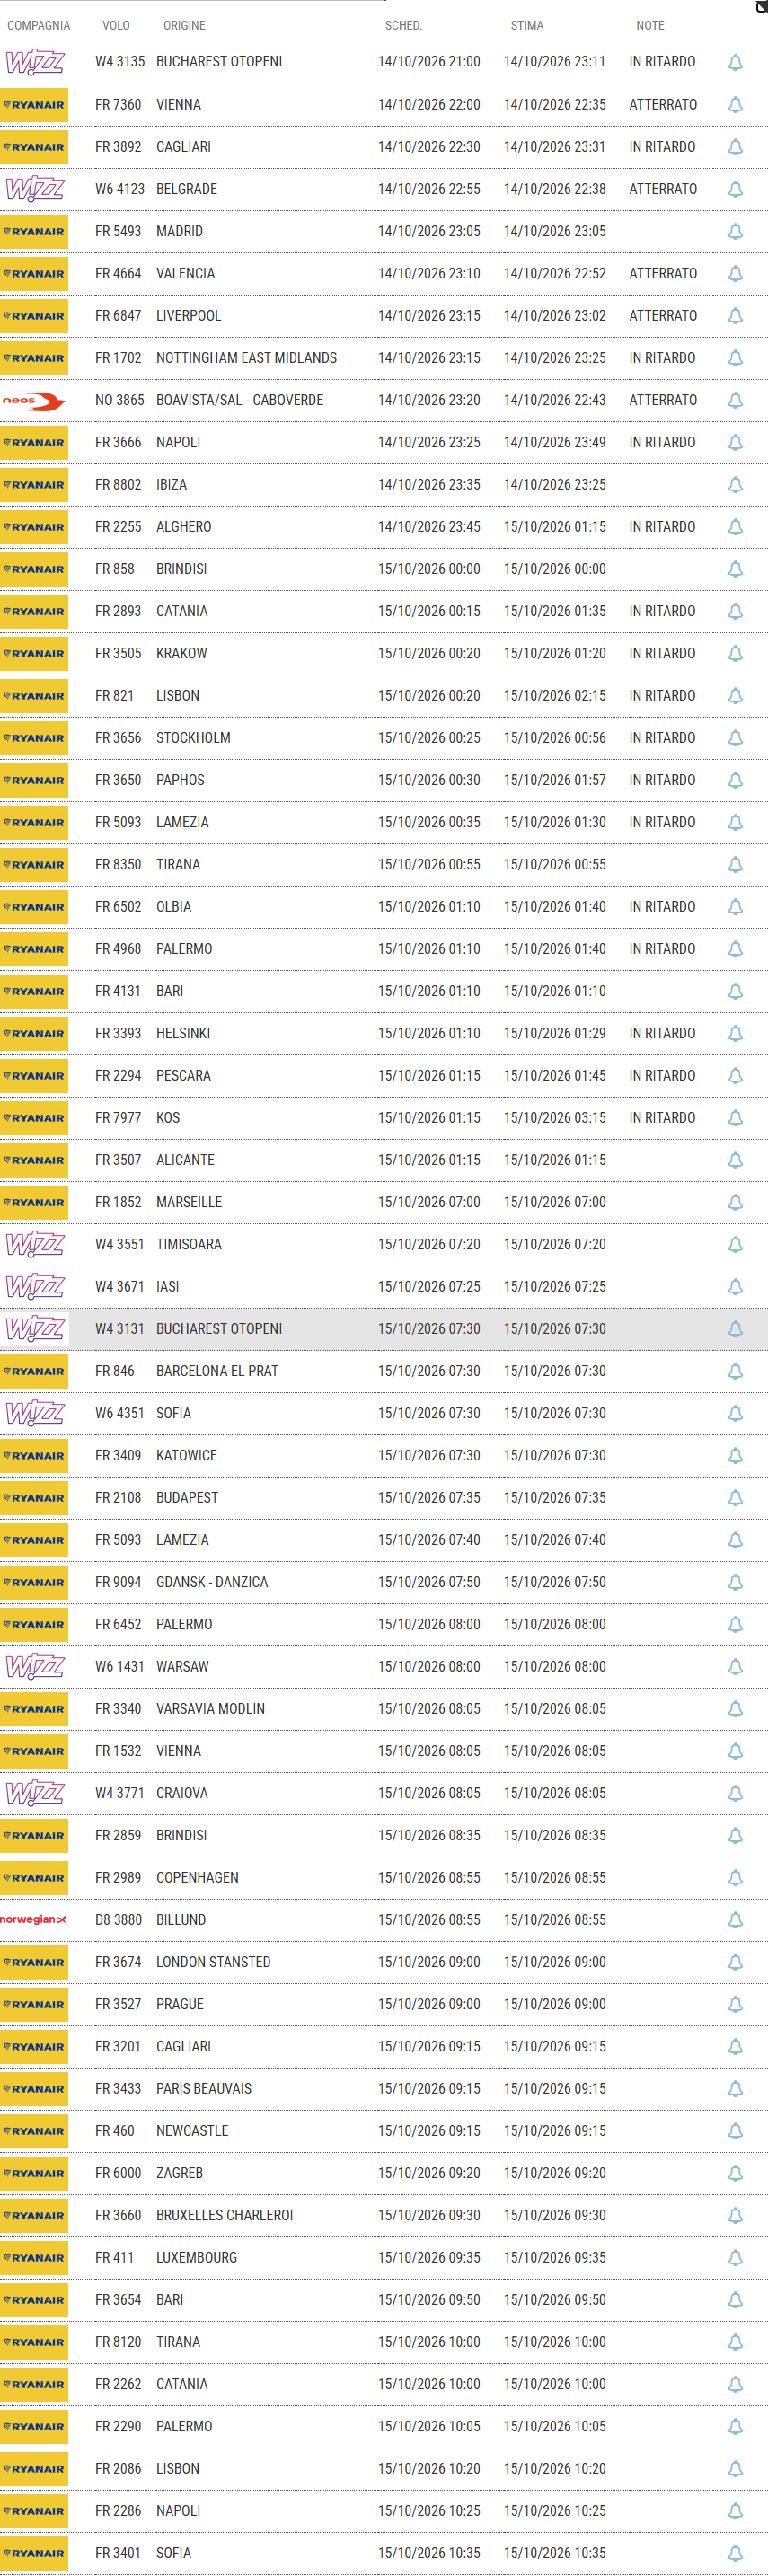 COMPAGNIA VOLO ORIGINE SCHED. STIMA NOTE
Wizz W4 3135 BUCHAREST OTOPENI 14/10/2026 21:00 14/10/2026 23:11 IN RITARDO
RYANAIR FR 7360 VIENNA 14/10/2026 22:00 14/10/2026 22:35 ATTERRATO
RYANAIR FR 3892 CAGLIARI 14/10/2026 22:30 14/10/2026 23:31 IN RITARDO
Wizz W6 4123 BELGRADE 14/10/2026 22:55 14/10/2026 22:38 ATTERRATO
RYANAIR FR 5493 MADRID 14/10/2026 23:05 14/10/2026 23:05
RYANAIR FR 4664 VALENCIA 14/10/2026 23:10 14/10/2026 22:52 ATTERRATO
RYANAIR FR 6847 LIVERPOOL 14/10/2026 23:15 14/10/2026 23:02 ATTERRATO
RYANAIR FR 1702 NOTTINGHAM EAST MIDLANDS 14/10/2026 23:15 14/10/2026 23:25 IN RITARDO
neos NO 3865 BOAVISTA/SAL - CABOVERDE 14/10/2026 23:20 14/10/2026 22:43 ATTERRATO
RYANAIR FR 3666 NAPOLI 14/10/2026 23:25 14/10/2026 23:49 IN RITARDO
RYANAIR FR 8802 IBIZA 14/10/2026 23:35 14/10/2026 23:25
RYANAIR FR 2255 ALGHERO 14/10/2026 23:45 15/10/2026 01:15 IN RITARDO
RYANAIR FR 858 BRINDISI 15/10/2026 00:00 15/10/2026 00:00
RYANAIR FR 2893 CATANIA 15/10/2026 00:15 15/10/2026 01:35 IN RITARDO
RYANAIR FR 3505 KRAKOW 15/10/2026 00:20 15/10/2026 01:20 IN RITARDO
RYANAIR FR 821 LISBON 15/10/2026 00:20 15/10/2026 02:15 IN RITARDO
RYANAIR FR 3656 STOCKHOLM 15/10/2026 00:25 15/10/2026 00:56 IN RITARDO
RYANAIR FR 3650 PAPHOS 15/10/2026 00:30 15/10/2026 01:57 IN RITARDO
RYANAIR FR 5093 LAMEZIA 15/10/2026 00:35 15/10/2026 01:30 IN RITARDO
RYANAIR FR 8350 TIRANA 15/10/2026 00:55 15/10/2026 00:55
RYANAIR FR 6502 OLBIA 15/10/2026 01:10 15/10/2026 01:40 IN RITARDO
RYANAIR FR 4968 PALERMO 15/10/2026 01:10 15/10/2026 01:40 IN RITARDO
RYANAIR FR 4131 BARI 15/10/2026 01:10 15/10/2026 01:10
RYANAIR FR 3393 HELSINKI 15/10/2026 01:10 15/10/2026 01:29 IN RITARDO
RYANAIR FR 2294 PESCARA 15/10/2026 01:15 15/10/2026 01:45 IN RITARDO
RYANAIR FR 7977 KOS 15/10/2026 01:15 15/10/2026 03:15 IN RITARDO
RYANAIR FR 3507 ALICANTE 15/10/2026 01:15 15/10/2026 01:15
RYANAIR FR 1852 MARSEILLE 15/10/2026 07:00 15/10/2026 07:00
Wizz W4 3551 TIMISOARA 15/10/2026 07:20 15/10/2026 07:20
Wizz W4 3671 IASI 15/10/2026 07:25 15/10/2026 07:25
Wizz W4 3131 BUCHAREST OTOPENI 15/10/2026 07:30 15/10/2026 07:30
RYANAIR FR 846 BARCELONA EL PRAT 15/10/2026 07:30 15/10/2026 07:30
Wizz W6 4351 SOFIA 15/10/2026 07:30 15/10/2026 07:30
RYANAIR FR 3409 KATOWICE 15/10/2026 07:30 15/10/2026 07:30
RYANAIR FR 2108 BUDAPEST 15/10/2026 07:35 15/10/2026 07:35
RYANAIR FR 5093 LAMEZIA 15/10/2026 07:40 15/10/2026 07:40
RYANAIR FR 9094 GDANSK - DANZICA 15/10/2026 07:50 15/10/2026 07:50
RYANAIR FR 6452 PALERMO 15/10/2026 08:00 15/10/2026 08:00
Wizz W6 1431 WARSAW 15/10/2026 08:00 15/10/2026 08:00
RYANAIR FR 3340 VARSAVIA MODLIN 15/10/2026 08:05 15/10/2026 08:05
RYANAIR FR 1532 VIENNA 15/10/2026 08:05 15/10/2026 08:05
Wizz W4 3771 CRAIOVA 15/10/2026 08:05 15/10/2026 08:05
RYANAIR FR 2859 BRINDISI 15/10/2026 08:35 15/10/2026 08:35
RYANAIR FR 2989 COPENHAGEN 15/10/2026 08:55 15/10/2026 08:55
norwegian D8 3880 BILLUND 15/10/2026 08:55 15/10/2026 08:55
RYANAIR FR 3674 LONDON STANSTED 15/10/2026 09:00 15/10/2026 09:00
RYANAIR FR 3527 PRAGUE 15/10/2026 09:00 15/10/2026 09:00
RYANAIR FR 3201 CAGLIARI 15/10/2026 09:15 15/10/2026 09:15
RYANAIR FR 3433 PARIS BEAUVAIS 15/10/2026 09:15 15/10/2026 09:15
RYANAIR FR 460 NEWCASTLE 15/10/2026 09:15 15/10/2026 09:15
RYANAIR FR 6000 ZAGREB 15/10/2026 09:20 15/10/2026 09:20
RYANAIR FR 3660 BRUXELLES CHARLEROI 15/10/2026 09:30 15/10/2026 09:30
RYANAIR FR 411 LUXEMBOURG 15/10/2026 09:35 15/10/2026 09:35
RYANAIR FR 3654 BARI 15/10/2026 09:50 15/10/2026 09:50
RYANAIR FR 8120 TIRANA 15/10/2026 10:00 15/10/2026 10:00
RYANAIR FR 2262 CATANIA 15/10/2026 10:00 15/10/2026 10:00
RYANAIR FR 2290 PALERMO 15/10/2026 10:05 15/10/2026 10:05
RYANAIR FR 2086 LISBON 15/10/2026 10:20 15/10/2026 10:20
RYANAIR FR 2286 NAPOLI 15/10/2026 10:25 15/10/2026 10:25
RYANAIR FR 3401 SOFIA 15/10/2026 10:35 15/10/2026 10:35